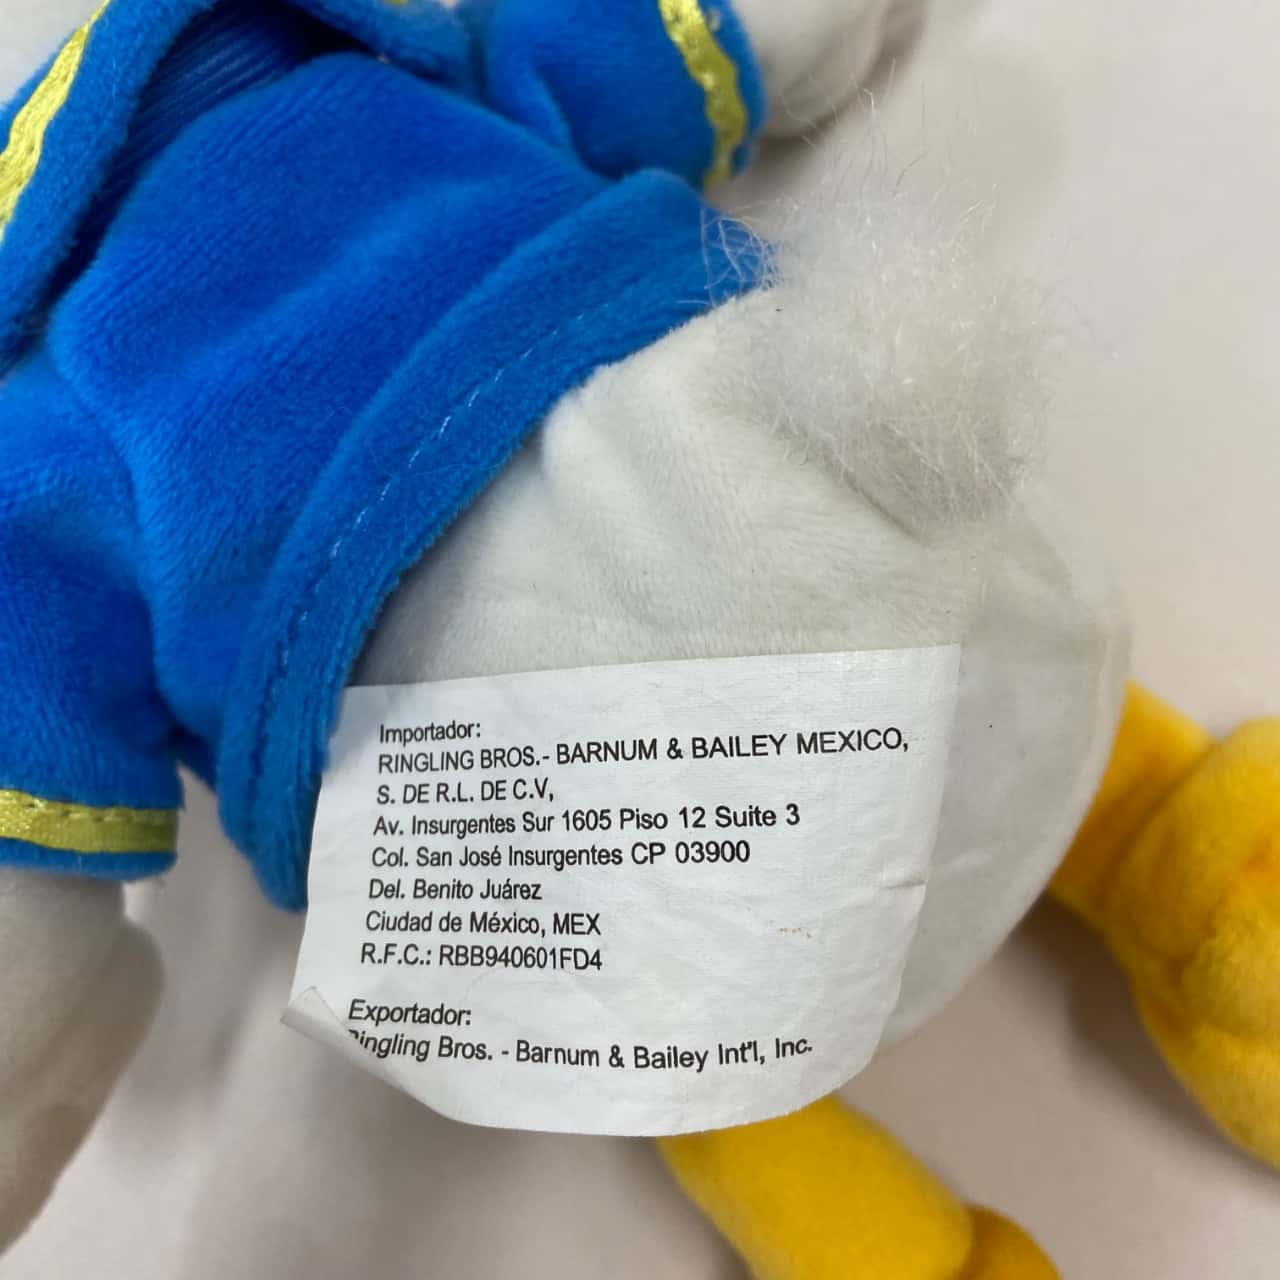 Importador:
RINGLING BROS.- BARNUM & BAILEY MEXICO,
S. DE R.L. DE C.V,
Av. Insurgentes Sur 1605 Piso 12 Suite 3
Col. San José Insurgentes CP 03900
Del. Benito Juárez
Ciudad de México, MEX
R.F.C.: RBB940601FD4
Exportador:
Ringling Bros. - Barnum & Bailey Int'l, Inc.